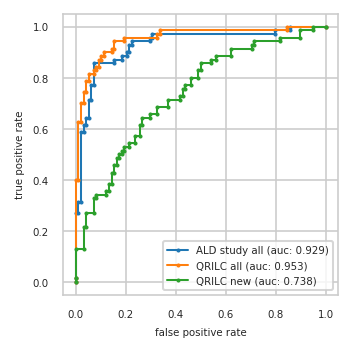 1.0
0.8
0.6
0.4
0.2
0.0
true positive rate
ALD study all (auc: 0.929)
QRILC all (auc: 0.953)
QRILC new (auc: 0.738)
0.0 0.2 0.4 0.6 0.8 1.0
false positive rate